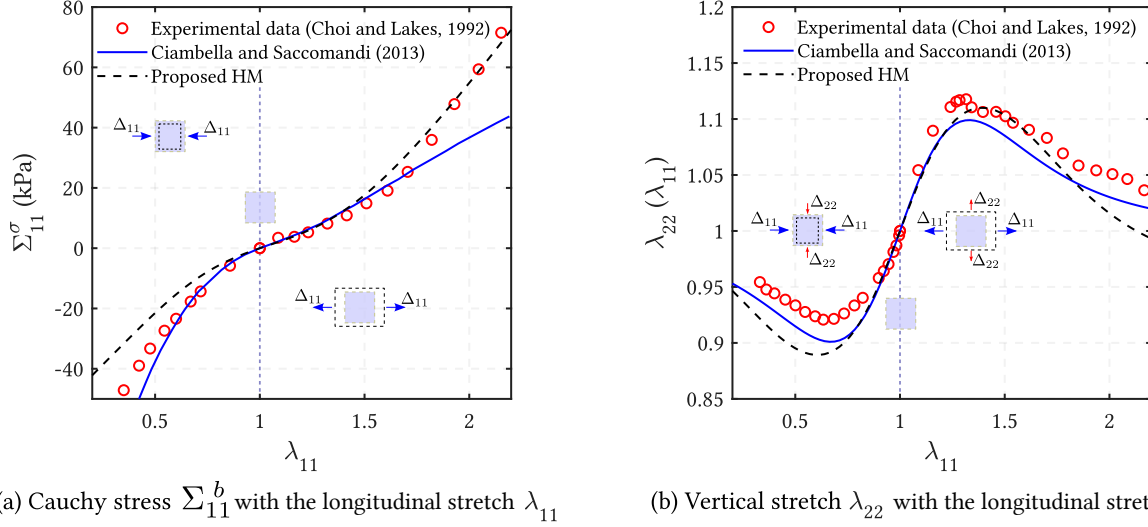 Experimental data (Choi and Lakes, 1992)
Ciambella and Saccomandi (2013)
Proposed HM
60
40
20
0
-20
-40
0.5
1
1.5
2
Σ₁₁^σ (kPa)
λ₁₁
Δ₁₁
Δ₁₁
Δ₁₁
Δ₁₁
(a) Cauchy stress Σ₁₁^b with the longitudinal stretch λ₁₁
Experimental data (Choi and Lakes, 1992)
Ciambella and Saccomandi (2013)
Proposed HM
1.2
1.15
1.1
1.05
1
0.95
0.9
0.85
0.5
1
1.5
2
λ₂₂ (λ₁₁)
λ₁₁
Δ₂₂
Δ₁₁
Δ₁₁
Δ₂₂
Δ₂₂
Δ₁₁
Δ₁₁
Δ₂₂
(b) Vertical stretch λ₂₂ with the longitudinal stret